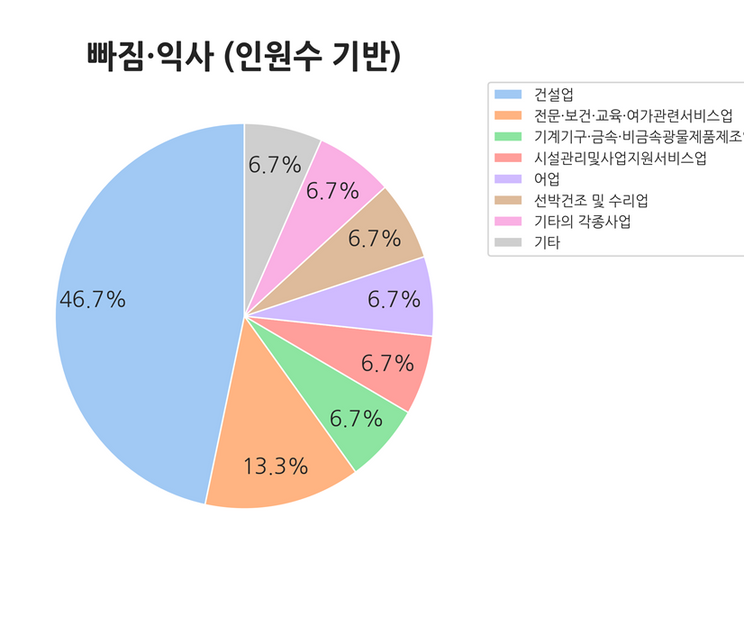 빠짐·익사 (인원수 기반)
건설업
전문·보건·교육·여가관련서비스업
기계기구·금속·비금속광물제품제조
시설관리및사업지원서비스업
어업
선박건조 및 수리업
기타의 각종사업
기타
6.7%
6.7%
6.7%
46.7%
6.7%
6.7%
6.7%
13.3%